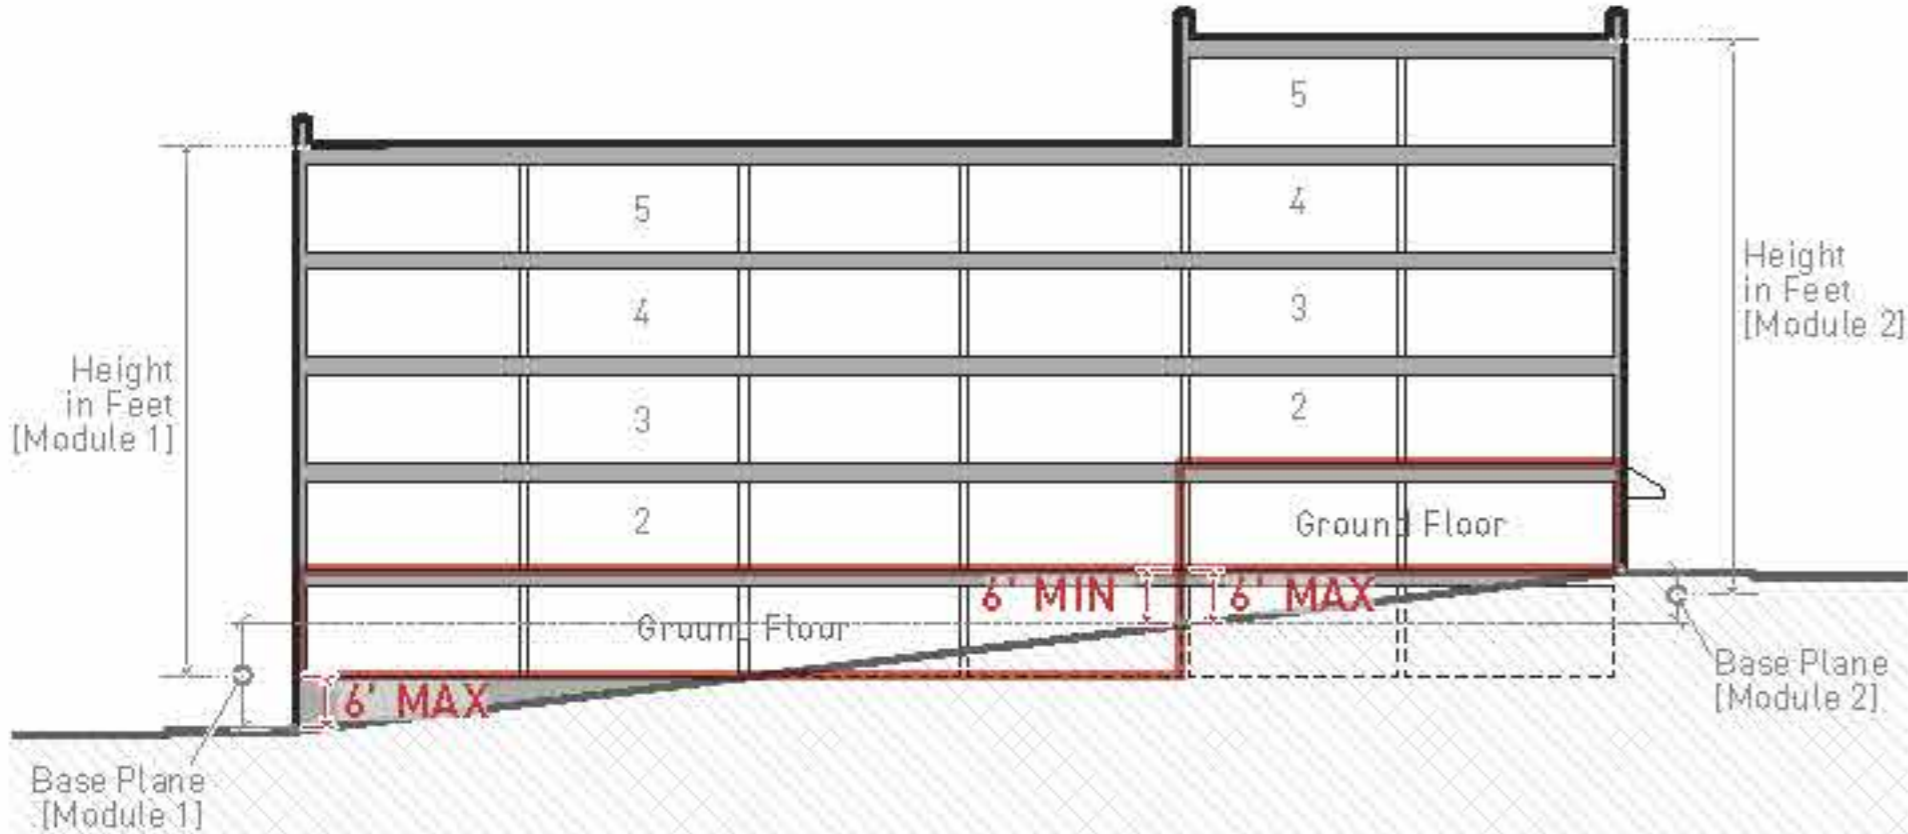 5
5
4
4
3
Height
in Feet
[Module 2]
Height
in Feet
[Module 1]
3
2
2
Ground Floor
6' MIN
6' MAX
Ground Floor
6' MAX
Base Plane
[Module 2]
Base Plane
[Module 1]